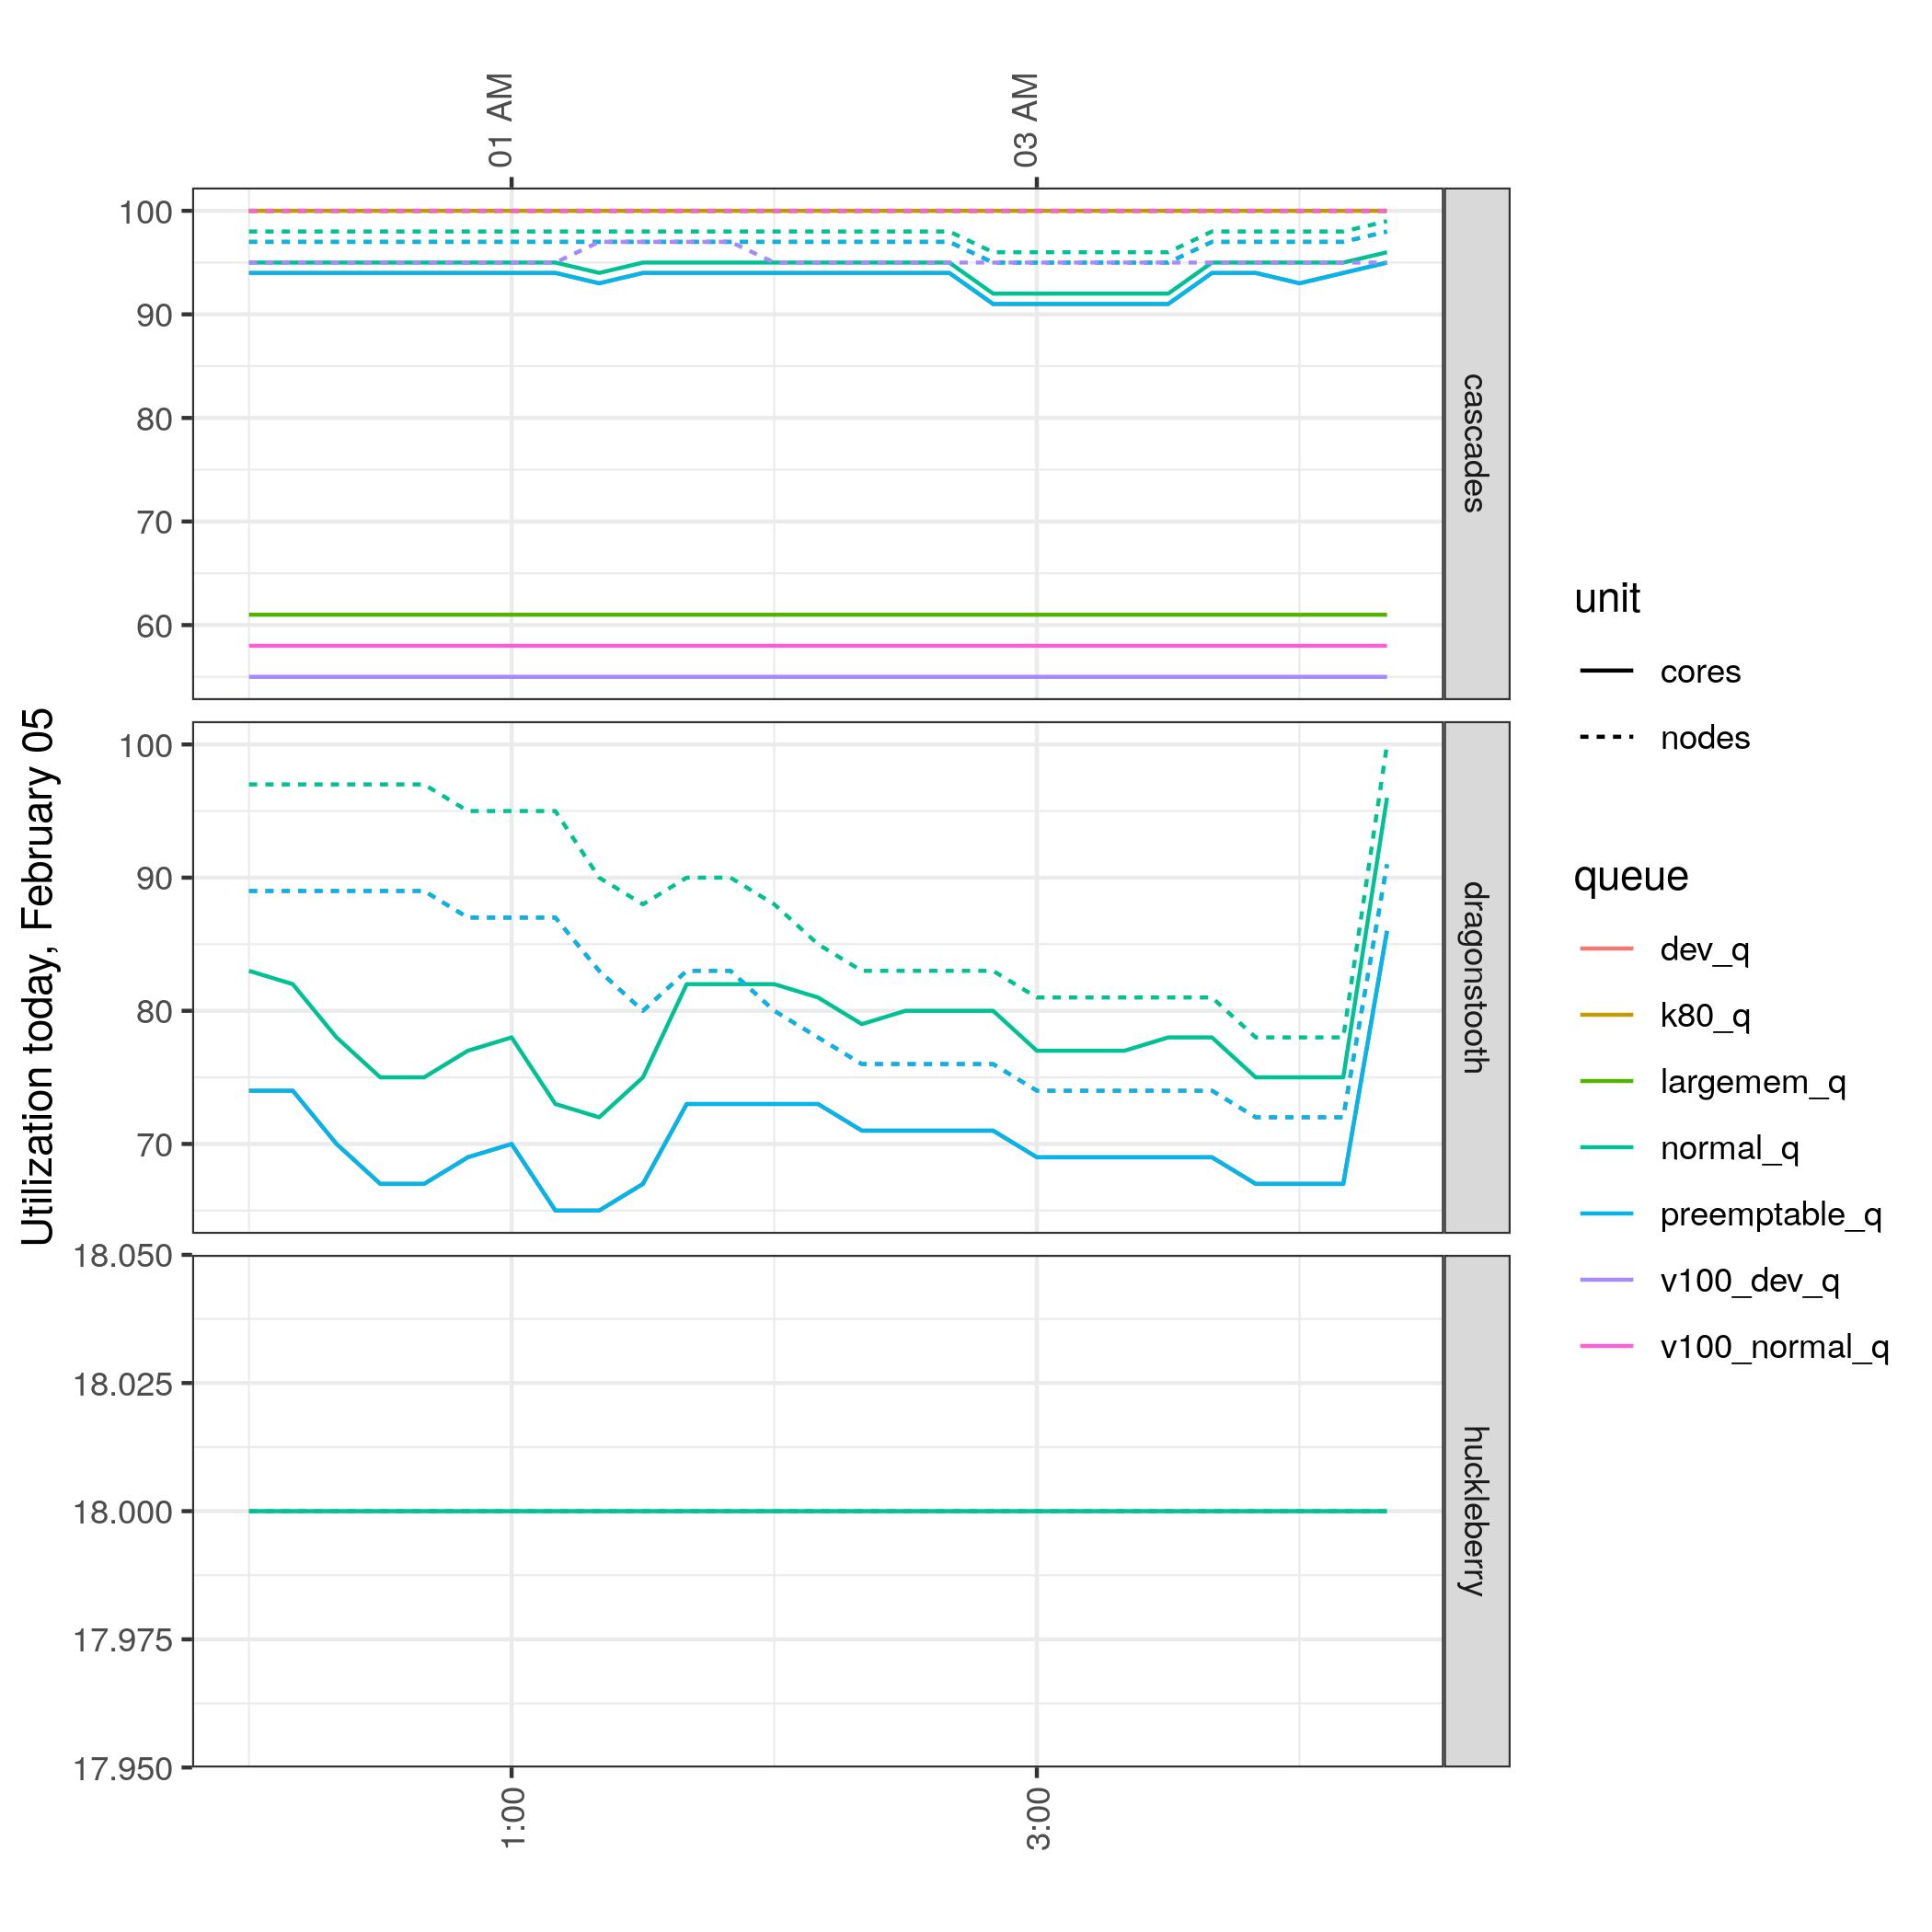 01 AM
03 AM
100
90
80
70
60
cascades
Utilization today, February 05
100
90
80
70
dragonstooth
18.050
18.025
18.000
17.975
17.950
huckleberry
1:00
3:00
unit
cores
nodes
queue
dev_q
k80_q
largemem_q
normal_q
preemptable_q
v100_dev_q
v100_normal_q